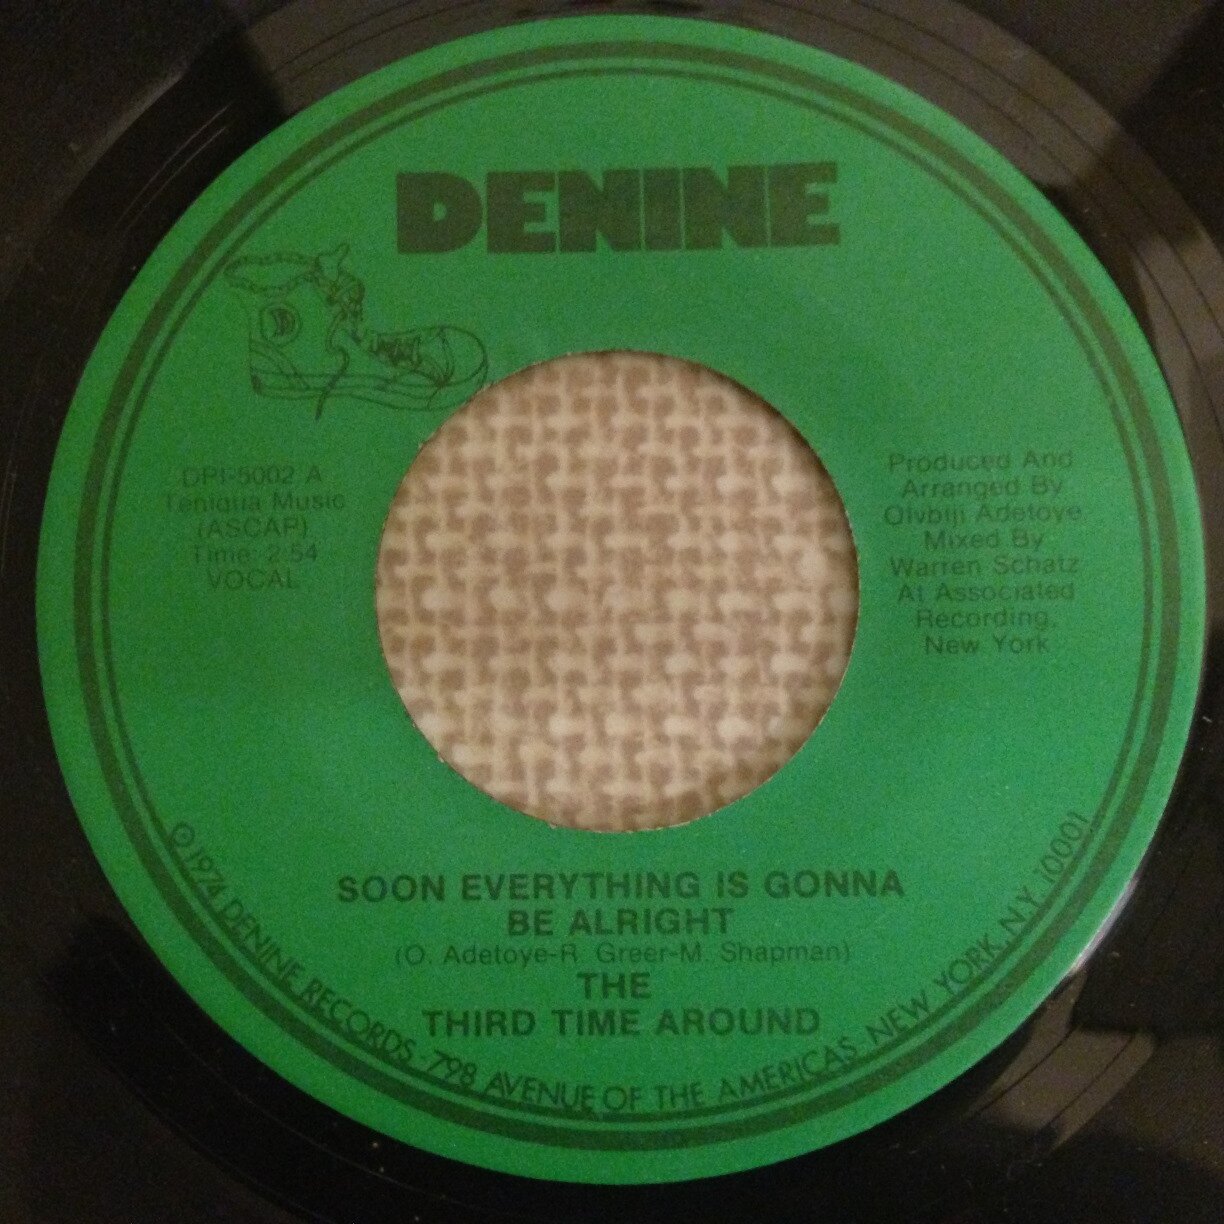 DENINE
D
DPI-5002 A
Teniqua Music
(ASCAP)
Time: 2:54
VOCAL
Produced And
Arranged By
Olvbiji Adetoye
Mixed By
Warren Schatz
At Associated
Recording,
New York
SOON EVERYTHING IS GONNA
BE ALRIGHT
(O. Adetoye-R. Greer-M. Shapman)
THE
THIRD TIME AROUND
℗ 1974 DENINE RECORDS - 798 AVENUE OF THE AMERICAS, NEW YORK, N.Y. 10001